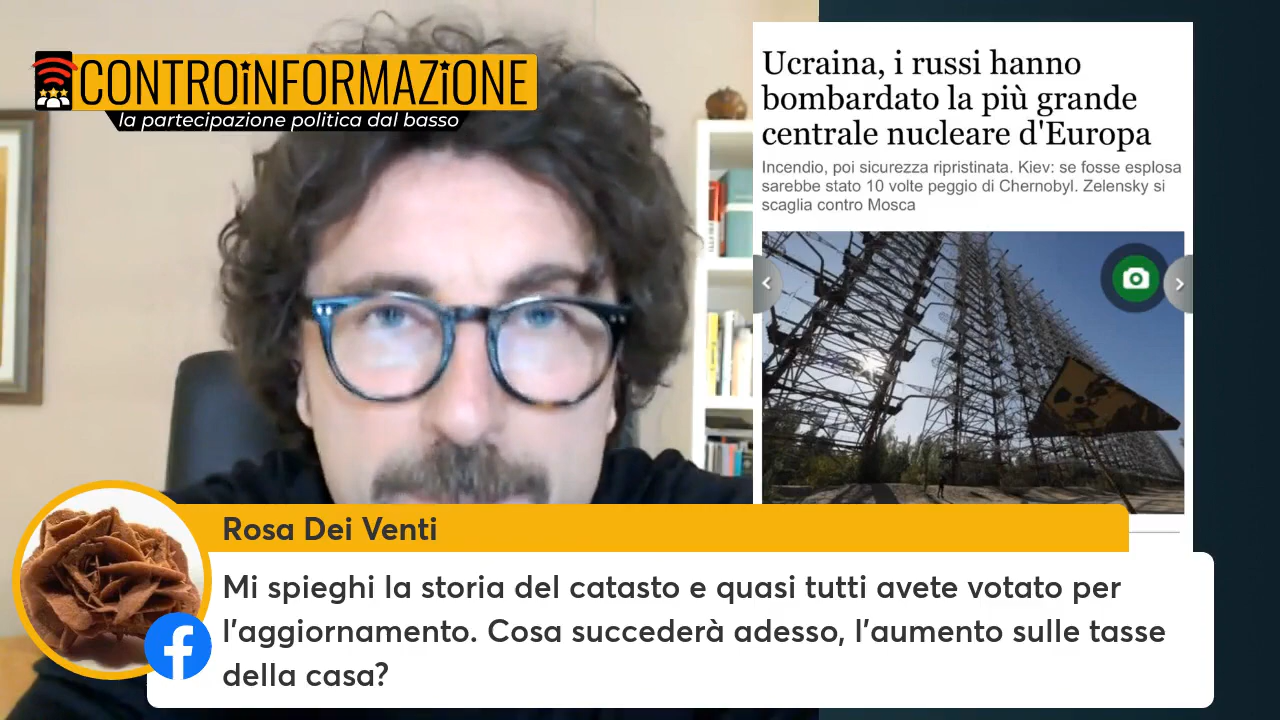 CONTROiNFORMAZiONE
la partecipazione politica dal basso
Ucraina, i russi hanno
bombardato la più grande
centrale nucleare d'Europa
Incendio, poi sicurezza ripristinata. Kiev: se fosse esplosa
sarebbe stato 10 volte peggio di Chernobyl. Zelensky si
scaglia contro Mosca
Rosa Dei Venti
Mi spieghi la storia del catasto e quasi tutti avete votato per
l'aggiornamento. Cosa succederà adesso, l'aumento sulle tasse
della casa?